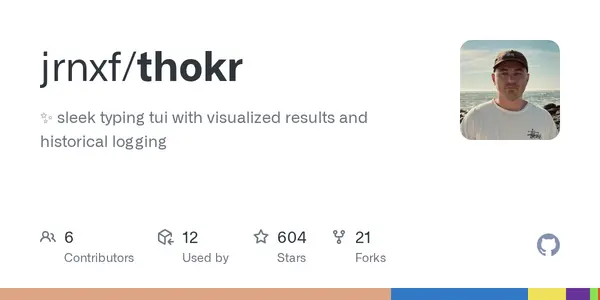 jrnxf/thokr
✨ sleek typing tui with visualized results and
historical logging
6
Contributors
12
Used by
604
Stars
21
Forks